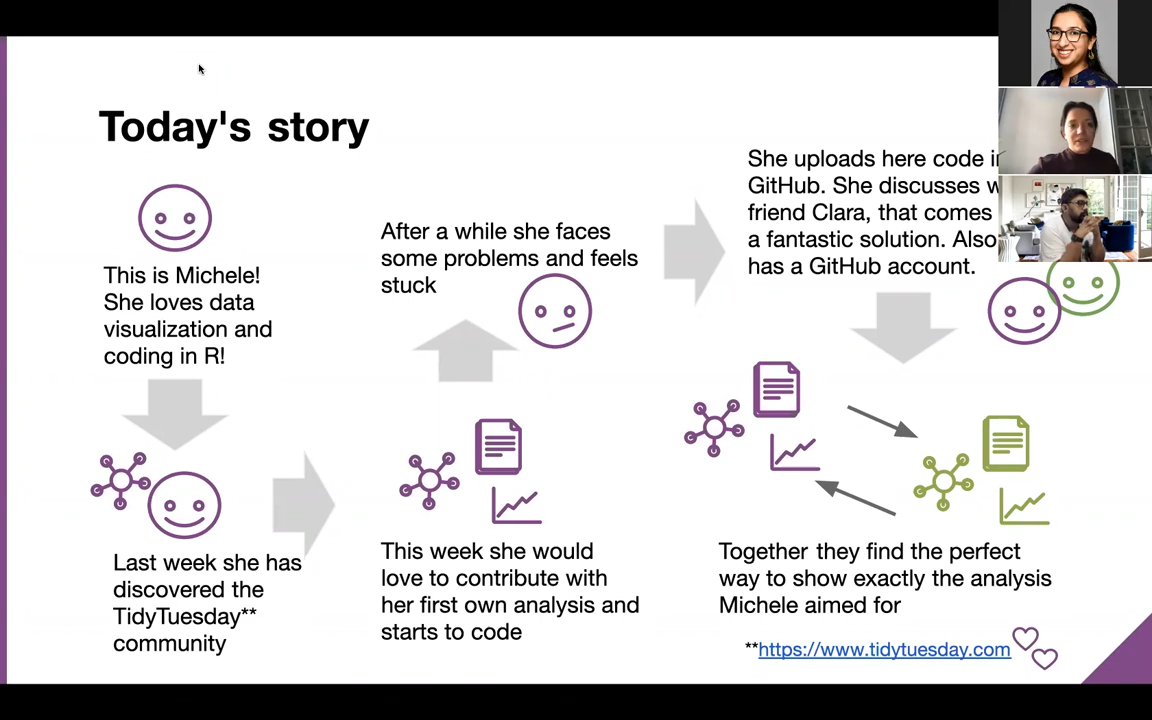 Today's story
This is Michele!
She loves data
visualization and
coding in R!
Last week she has
discovered the
TidyTuesday**
community
This week she would
love to contribute with
her first own analysis and
starts to code
After a while she faces
some problems and feels
stuck
She uploads here code in
GitHub. She discusses
friend Clara, that comes
a fantastic solution. Also
has a GitHub account.
Together they find the perfect
way to show exactly the analysis
Michele aimed for
**https://www.tidytuesday.com